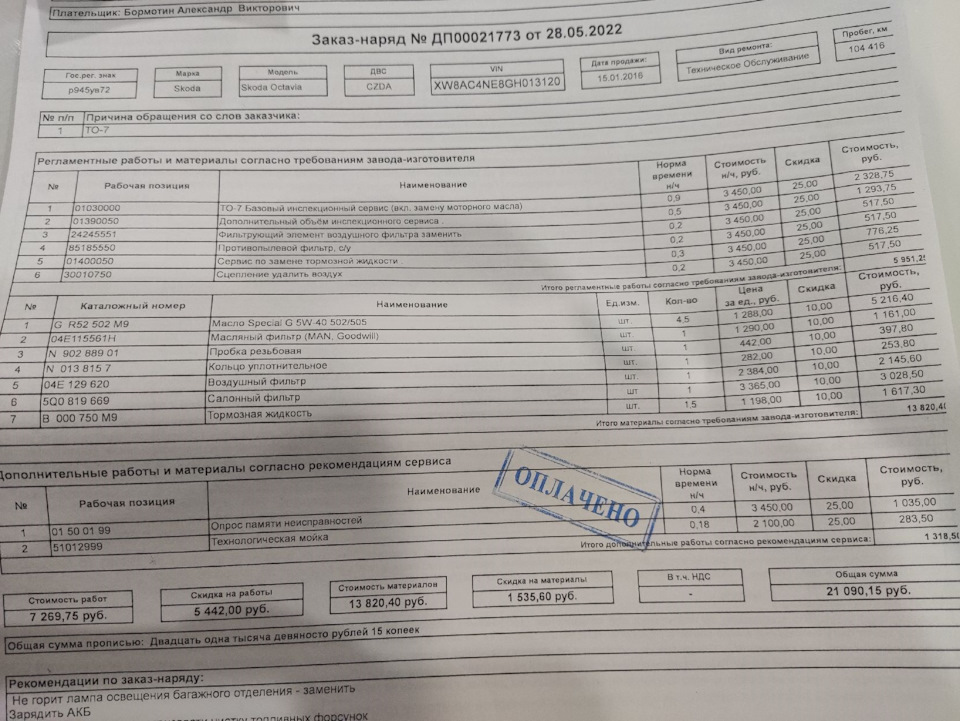 Плательщик: Бормотин Александр Викторович
Заказ-наряд № ДП00021773 от 28.05.2022
Гос.рег. знак Марка Модель ДВС VIN Дата продажи: Вид ремонта: Пробег, км
р945ув72 Skoda Skoda Octavia CZDA XW8AC4NE8GH013120 15.01.2016 Техническое Обслуживание 104 416
№ п/п Причина обращения со слов заказчика:
1 ТО-7
Регламентные работы и материалы согласно требованиям завода-изготовителя
№ Рабочая позиция Наименование Норма времени н/ч Стоимость н/ч, руб. Скидка Стоимость, руб.
1 01030000 ТО-7 Базовый инспекционный сервис (вкл. замену моторного масла) 0,9 3 450,00 25,00 2 328,75
2 01390050 Дополнительный объём инспекционного сервиса . 0,5 3 450,00 25,00 1 293,75
3 24245551 Фильтрующий элемент воздушного фильтра заменить 0,2 3 450,00 25,00 517,50
4 85185550 Противопылевой фильтр, с/у 0,2 3 450,00 25,00 517,50
5 01400050 Сервис по замене тормозной жидкости . 0,3 3 450,00 25,00 776,25
6 30010750 Сцепление удалить воздух 0,2 3 450,00 25,00 517,50
Итого регламентные работы согласно требованиям завода-изготовителя: 5 951,25
№ Каталожный номер Наименование Ед.изм. Кол-во Цена за ед., руб. Скидка Стоимость, руб.
1 G R52 502 M9 Масло Special G 5W-40 502/505 шт. 4,5 1 288,00 10,00 5 216,40
2 04E115561H Масляный фильтр (MAN, Goodwill) шт. 1 1 290,00 10,00 1 161,00
3 N 902 889 01 Пробка резьбовая шт. 1 442,00 10,00 397,80
4 N 013 815 7 Кольцо уплотнительное шт. 1 282,00 10,00 253,80
5 04E 129 620 Воздушный фильтр шт. 1 2 384,00 10,00 2 145,60
6 5Q0 819 669 Салонный фильтр шт. 1 3 365,00 10,00 3 028,50
7 B 000 750 M9 Тормозная жидкость шт. 1,5 1 198,00 10,00 1 617,30
Итого материалы согласно требованиям завода-изготовителя: 13 820,40
Дополнительные работы и материалы согласно рекомендациям сервиса
№ Рабочая позиция Наименование Норма времени н/ч Стоимость н/ч, руб. Скидка Стоимость, руб.
1 01 50 01 99 Опрос памяти неисправностей 0,4 3 450,00 25,00 1 035,00
2 51012999 Технологическая мойка 0,18 2 100,00 25,00 283,50
Итого дополнительные работы согласно рекомендациям сервиса: 1 318,50
ОПЛАЧЕНО
Стоимость работ Скидка на работы Стоимость материалов Скидка на материалы В т.ч. НДС Общая сумма
7 269,75 руб. 5 442,00 руб. 13 820,40 руб. 1 535,60 руб. - 21 090,15 руб.
Общая сумма прописью: Двадцать одна тысяча девяносто рублей 15 копеек
Рекомендации по заказ-наряду:
Не горит лампа освещения багажного отделения - заменить
Зарядить АКБ
чистку топливных форсунок